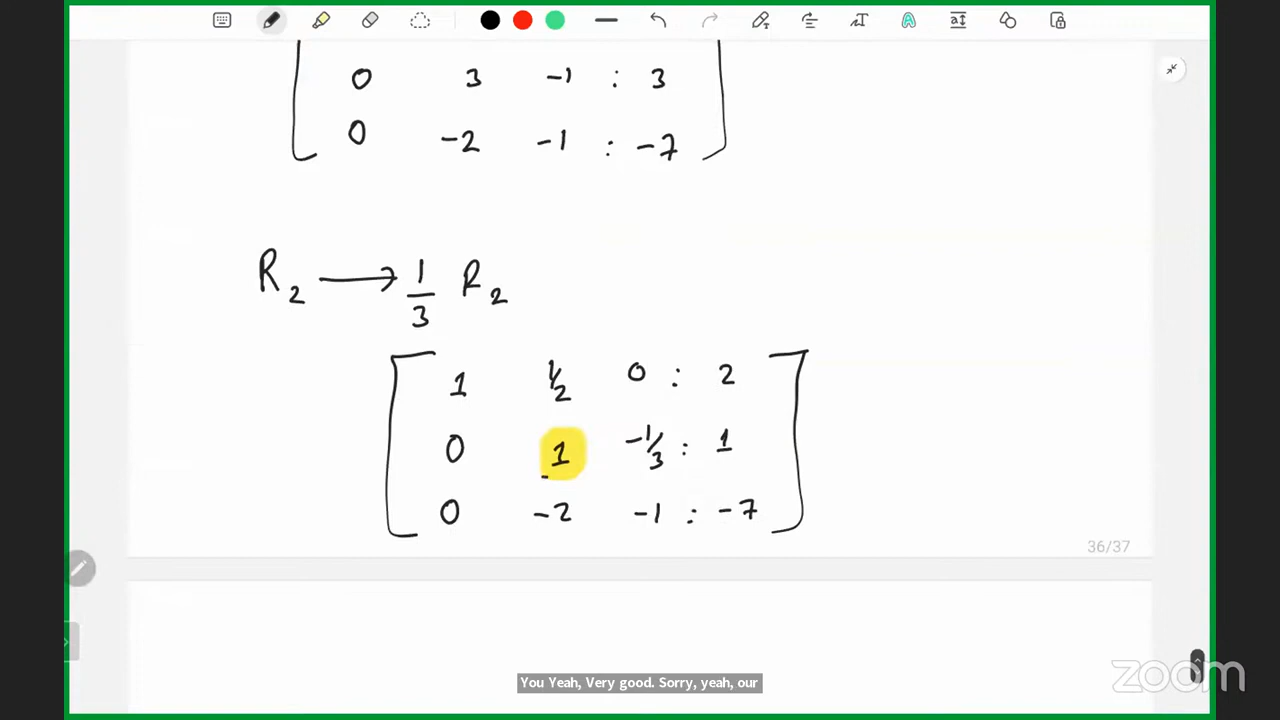 0 3 -1 : 3
0 -2 -1 : -7
R₂ ⟶ 1/3 R₂
1 1/2 0 : 2
0 1 -1/3 : 1
0 -2 -1 : -7
36/37
zoom
You Yeah, Very good. Sorry, yeah, our